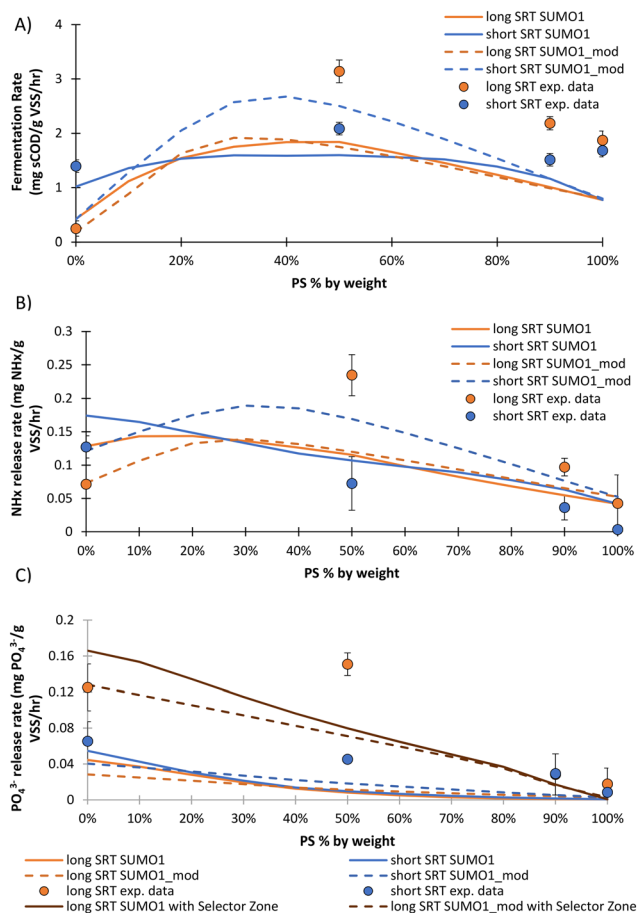 A)
Fermentation Rate
(mg sCOD/g VSS/hr)
4
3
2
1
0
0%
20%
40%
60%
80%
100%
PS % by weight
long SRT SUMO1
short SRT SUMO1
long SRT SUMO1_mod
short SRT SUMO1_mod
long SRT exp. data
short SRT exp. data
B)
NHx release rate (mg NHx/g
VSS/hr)
0.3
0.25
0.2
0.15
0.1
0.05
0
0%
10%
20%
30%
40%
50%
60%
70%
80%
90%
100%
PS % by weight
long SRT SUMO1
short SRT SUMO1
long SRT SUMO1_mod
short SRT SUMO1_mod
long SRT exp. data
short SRT exp. data
C)
PO₄³⁻ release rate (mg PO₄³⁻/g
VSS/hr)
0.2
0.16
0.12
0.08
0.04
0
0%
10%
20%
30%
40%
50%
60%
70%
80%
90%
100%
PS % by weight
long SRT SUMO1
short SRT SUMO1
long SRT SUMO1_mod
short SRT SUMO1_mod
long SRT exp. data
short SRT exp. data
long SRT SUMO1 with Selector Zone
long SRT SUMO1_mod with Selector Zone